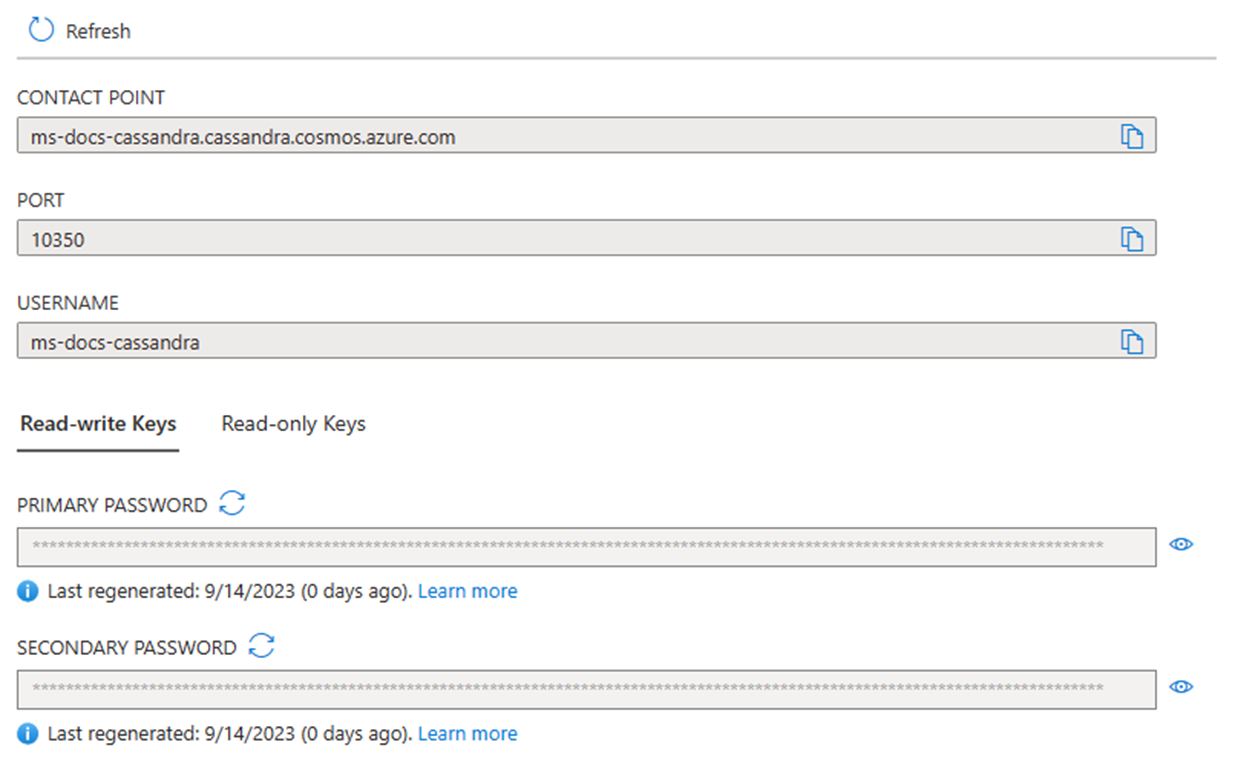 Refresh
CONTACT POINT
ms-docs-cassandra.cassandra.cosmos.azure.com
PORT
10350
USERNAME
ms-docs-cassandra
Read-write Keys Read-only Keys
PRIMARY PASSWORD
Last regenerated: 9/14/2023 (0 days ago). Learn more
SECONDARY PASSWORD
Last regenerated: 9/14/2023 (0 days ago). Learn more